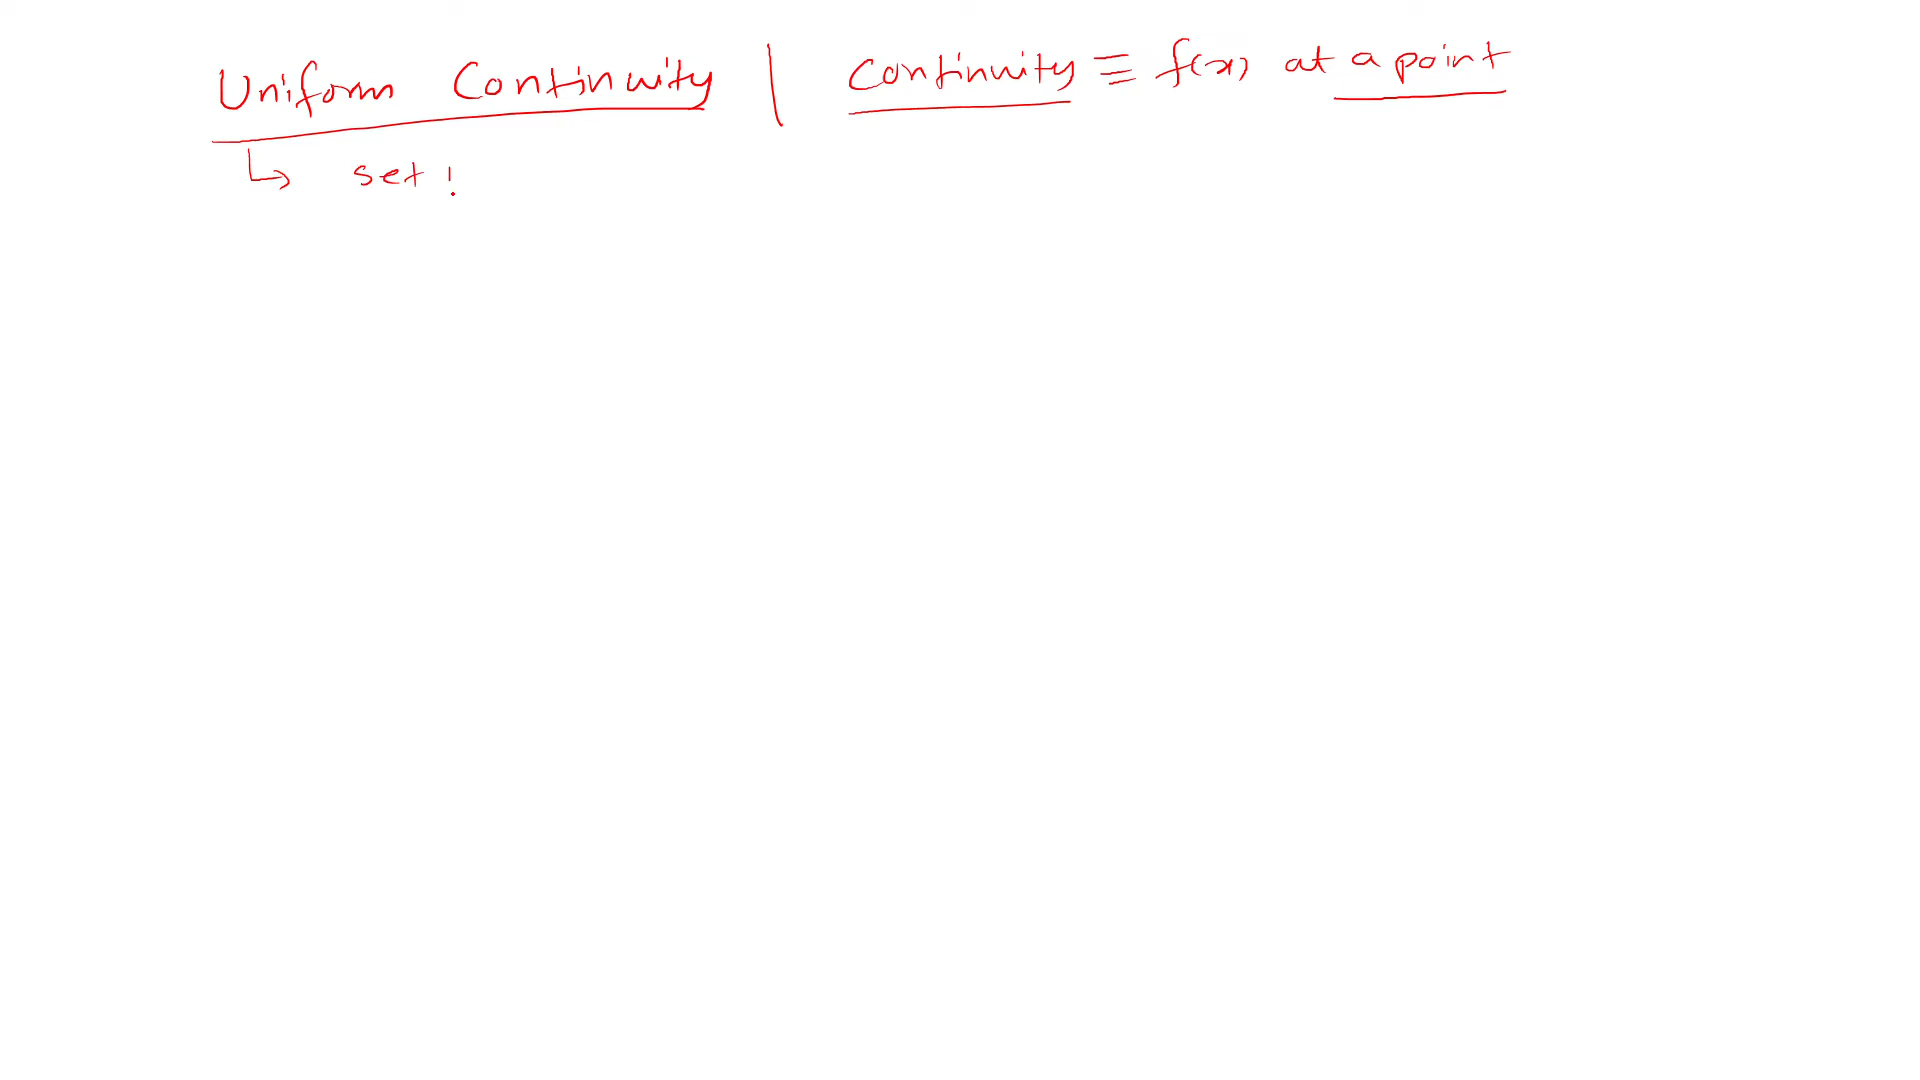 Uniform Continuity | Continuity ≡ f(x) at a point
↳ set !